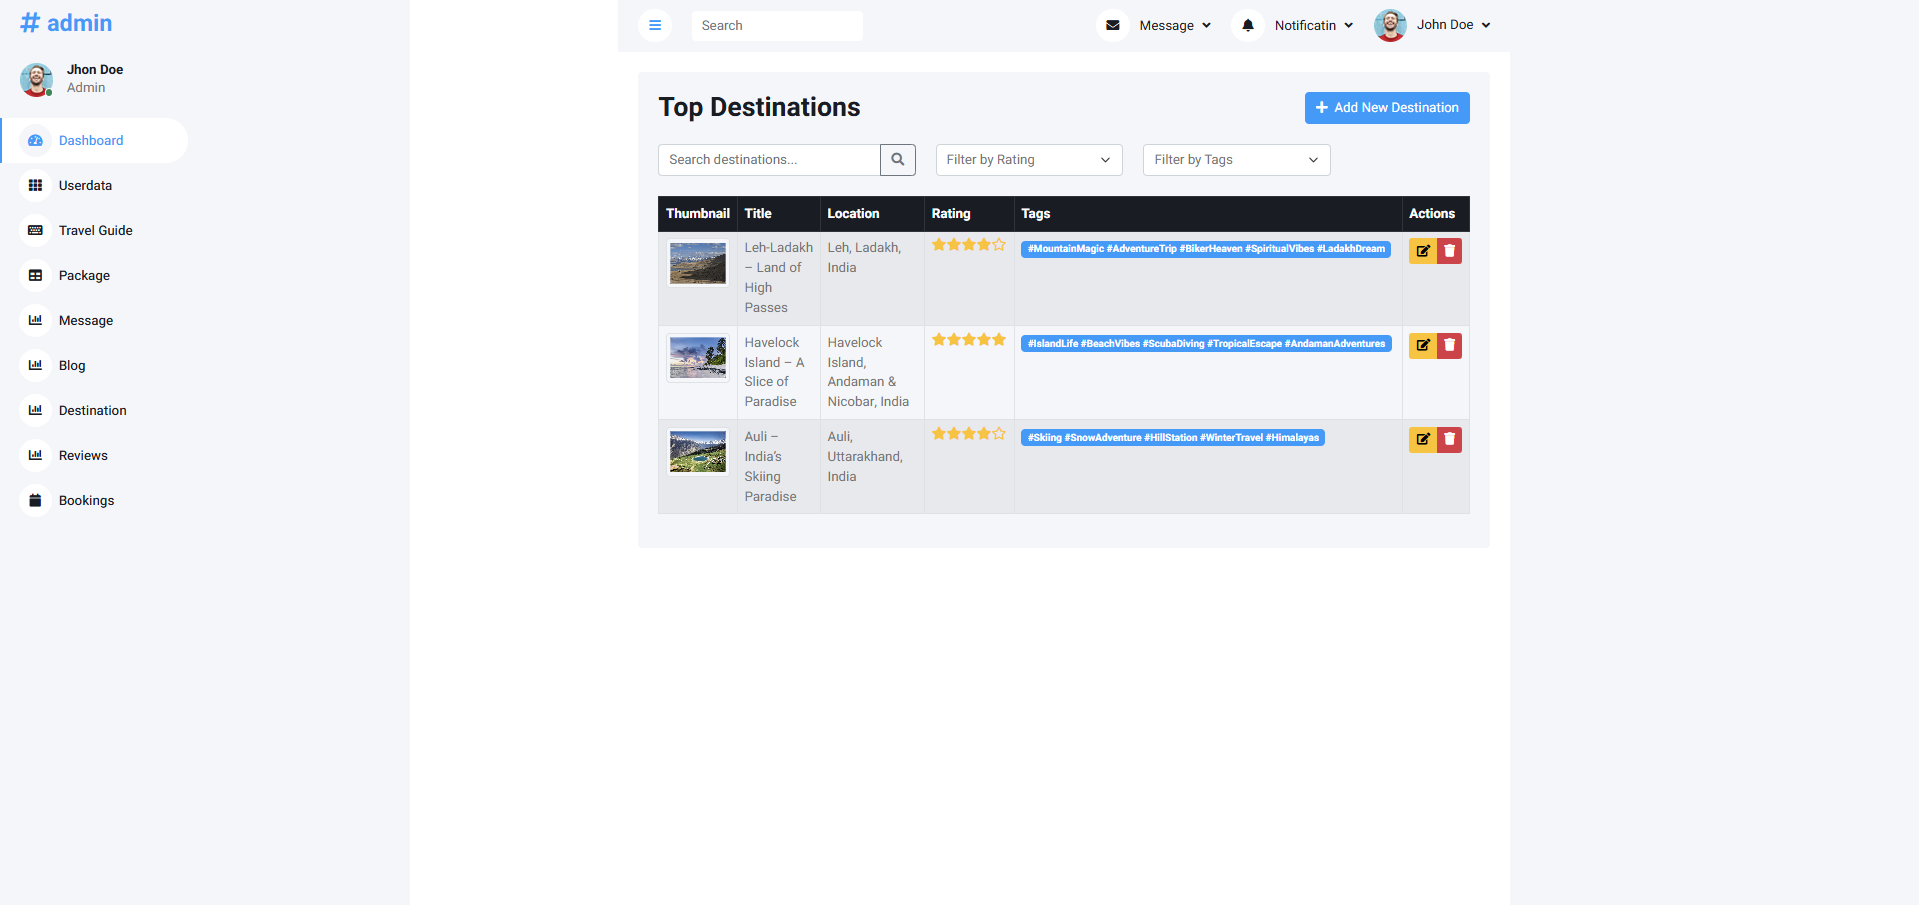 # admin
Jhon Doe
Admin
Dashboard
Userdata
Travel Guide
Package
Message
Blog
Destination
Reviews
Bookings
Search
Message
Notificatin
John Doe
Top Destinations
Add New Destination
Search destinations...
Filter by Rating
Filter by Tags
Thumbnail Title Location Rating Tags Actions
Leh-Ladakh
– Land of
High
Passes
Leh, Ladakh,
India
#MountainMagic #AdventureTrip #BikerHeaven #SpiritualVibes #LadakhDream
Havelock
Island – A
Slice of
Paradise
Havelock
Island,
Andaman &
Nicobar, India
#IslandLife #BeachVibes #ScubaDiving #TropicalEscape #AndamanAdventures
Auli –
India's
Skiing
Paradise
Auli,
Uttarakhand,
India
#Skiing #SnowAdventure #HillStation #WinterTravel #Himalayas